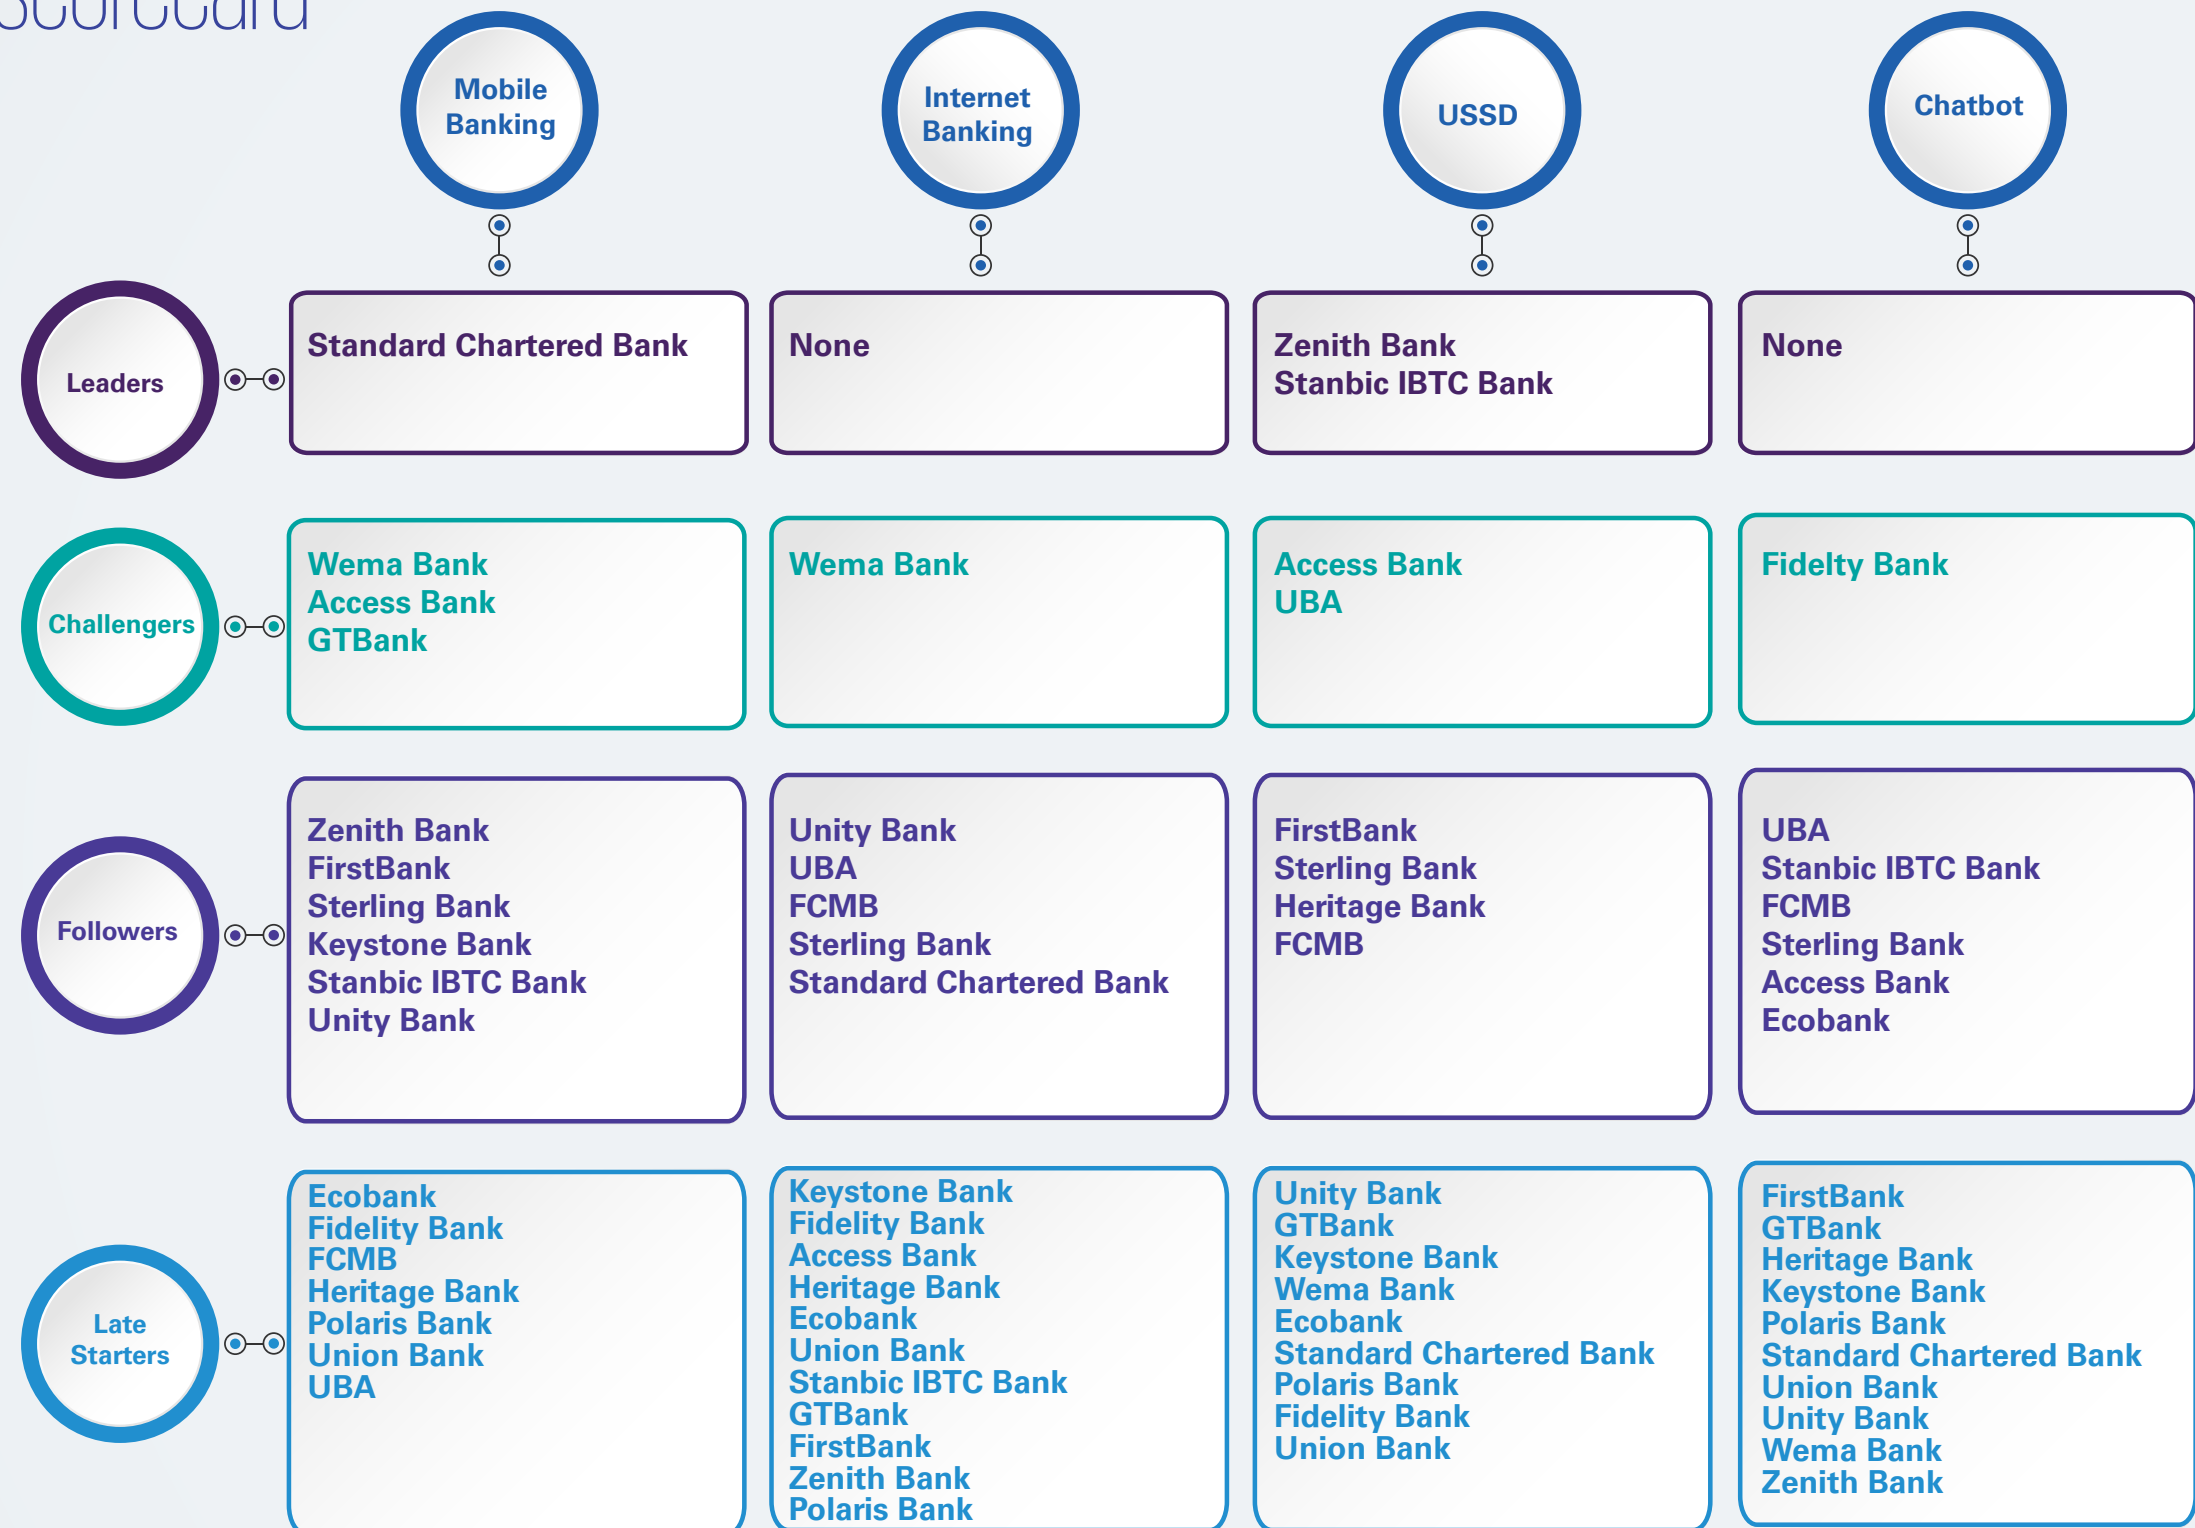 Scorecard
Mobile
Banking
Internet
Banking
USSD
Chatbot
Leaders
Standard Chartered Bank
None
Zenith Bank
Stanbic IBTC Bank
None
Challengers
Wema Bank
Access Bank
GTBank
Wema Bank
Access Bank
UBA
Fidelty Bank
Followers
Zenith Bank
FirstBank
Sterling Bank
Keystone Bank
Stanbic IBTC Bank
Unity Bank
Unity Bank
UBA
FCMB
Sterling Bank
Standard Chartered Bank
FirstBank
Sterling Bank
Heritage Bank
FCMB
UBA
Stanbic IBTC Bank
FCMB
Sterling Bank
Access Bank
Ecobank
Late
Starters
Ecobank
Fidelity Bank
FCMB
Heritage Bank
Polaris Bank
Union Bank
UBA
Keystone Bank
Fidelity Bank
Access Bank
Heritage Bank
Ecobank
Union Bank
Stanbic IBTC Bank
GTBank
FirstBank
Zenith Bank
Polaris Bank
Unity Bank
GTBank
Keystone Bank
Wema Bank
Ecobank
Standard Chartered Bank
Polaris Bank
Fidelity Bank
Union Bank
FirstBank
GTBank
Heritage Bank
Keystone Bank
Polaris Bank
Standard Chartered Bank
Union Bank
Unity Bank
Wema Bank
Zenith Bank